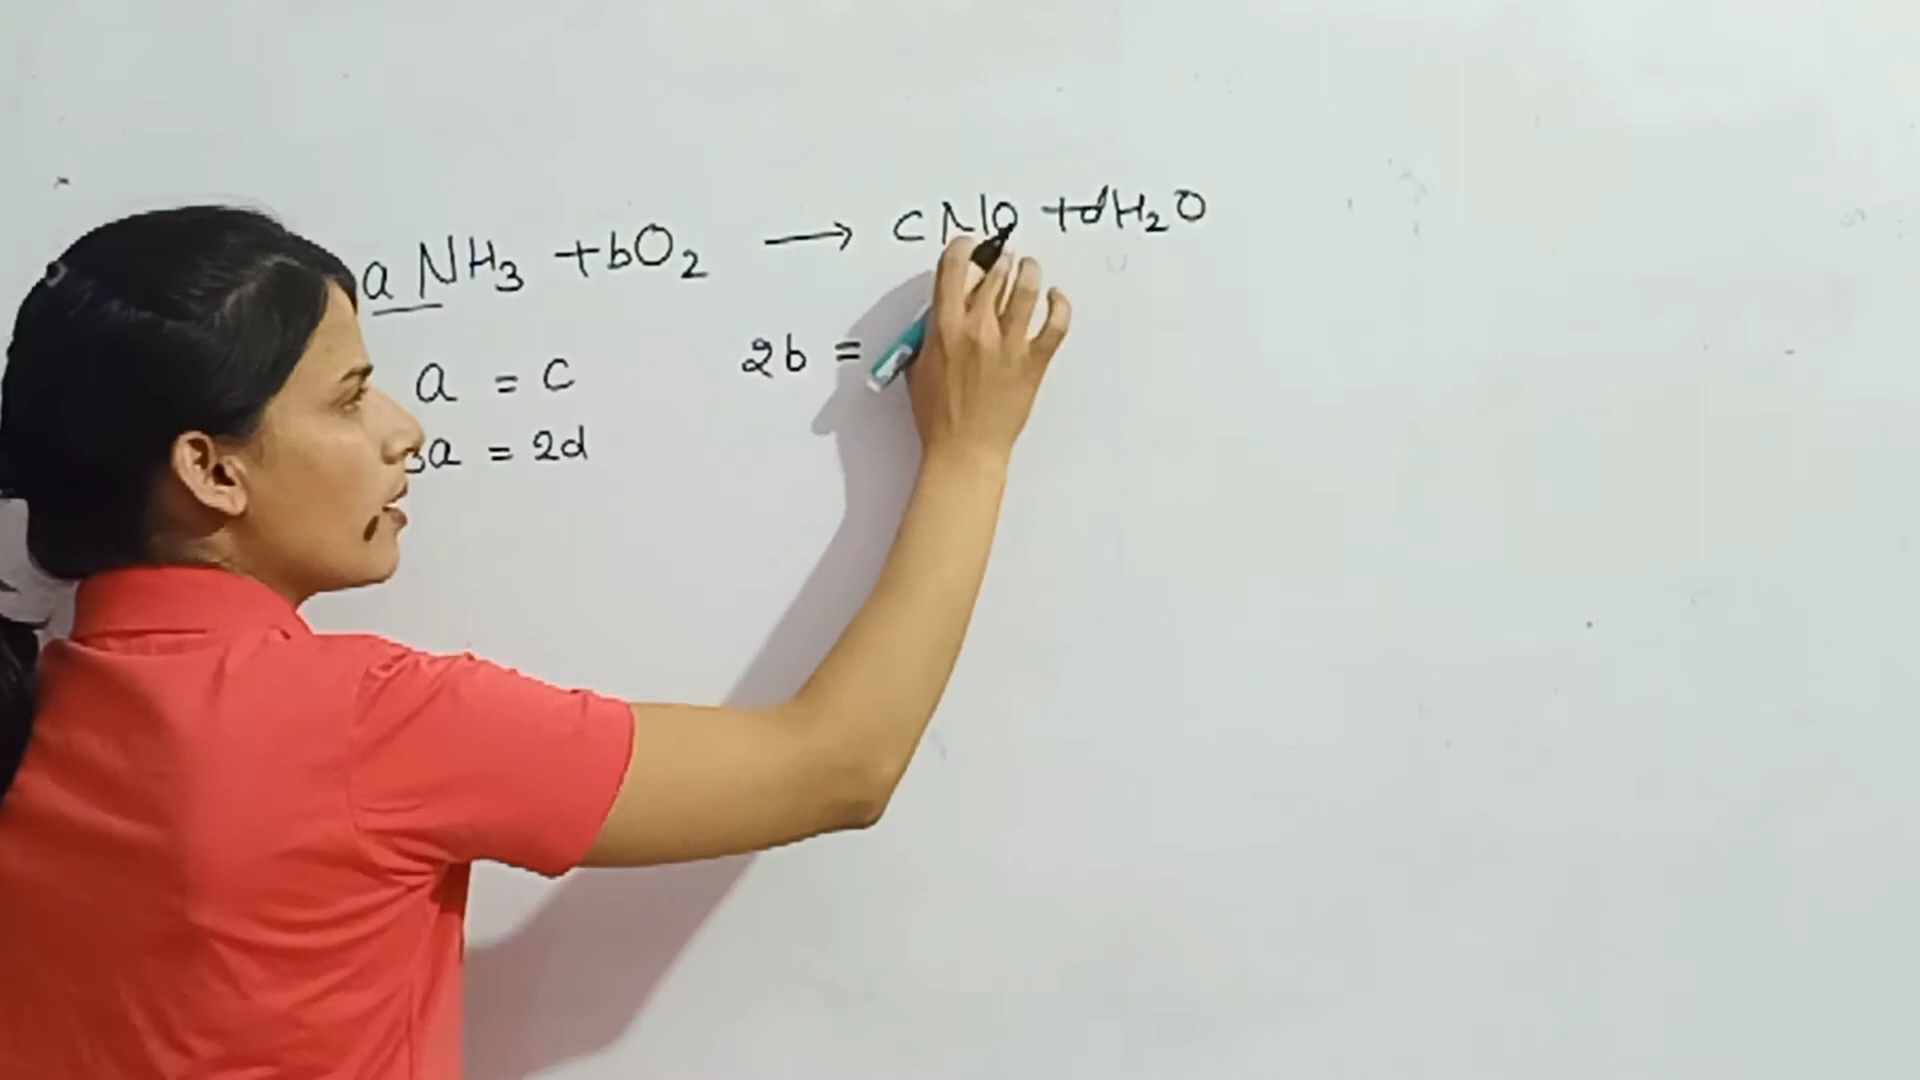 aNH₃ + bO₂ → cNO + dH₂O
a = c
3a = 2d
2b =